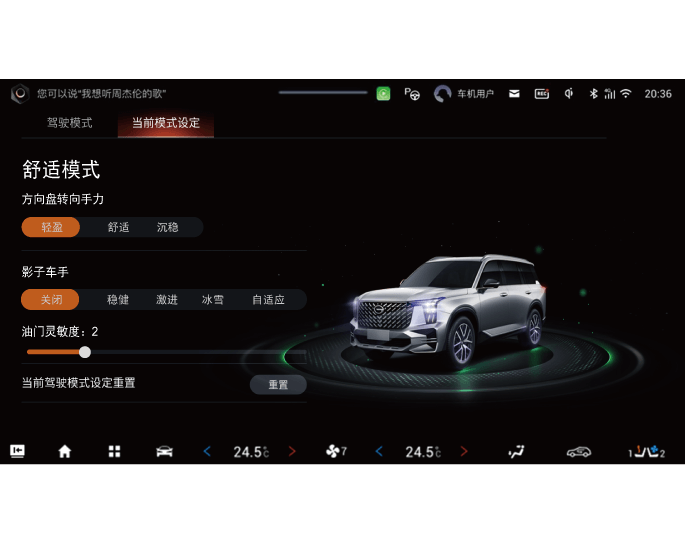 您可以说“我想听周杰伦的歌”
P
车机用户
REC
20:36
驾驶模式 当前模式设定
舒适模式
方向盘转向手力
轻盈 舒适 沉稳
影子车手
关闭 稳健 激进 冰雪 自适应
油门灵敏度：2
当前驾驶模式设定重置 重置
24.5℃ 7 24.5℃ 1 2